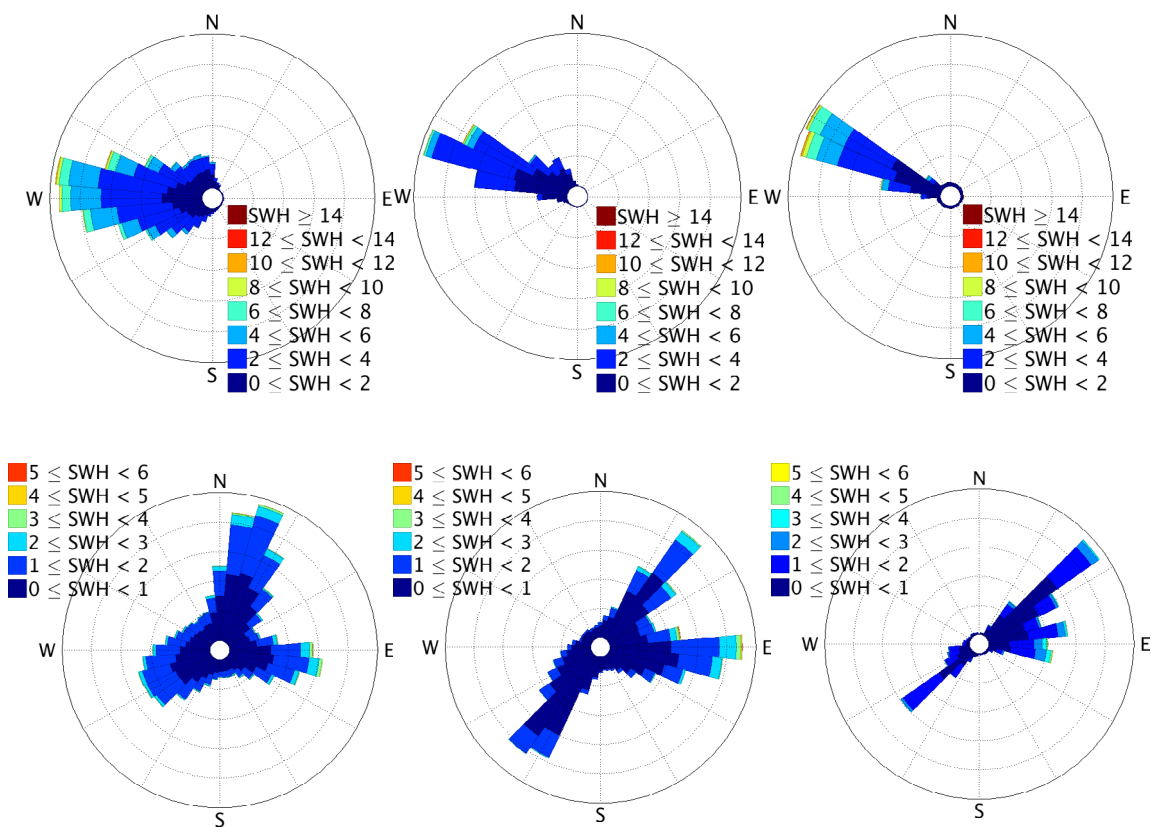 N
W
E
S
SWH ≥ 14
12 ≤ SWH < 14
10 ≤ SWH < 12
8 ≤ SWH < 10
6 ≤ SWH < 8
4 ≤ SWH < 6
2 ≤ SWH < 4
0 ≤ SWH < 2
N
W
E
S
SWH ≥ 14
12 ≤ SWH < 14
10 ≤ SWH < 12
8 ≤ SWH < 10
6 ≤ SWH < 8
4 ≤ SWH < 6
2 ≤ SWH < 4
0 ≤ SWH < 2
N
W
E
S
SWH ≥ 14
12 ≤ SWH < 14
10 ≤ SWH < 12
8 ≤ SWH < 10
6 ≤ SWH < 8
4 ≤ SWH < 6
2 ≤ SWH < 4
0 ≤ SWH < 2
5 ≤ SWH < 6
4 ≤ SWH < 5
3 ≤ SWH < 4
2 ≤ SWH < 3
1 ≤ SWH < 2
0 ≤ SWH < 1
N
W
E
S
5 ≤ SWH < 6
4 ≤ SWH < 5
3 ≤ SWH < 4
2 ≤ SWH < 3
1 ≤ SWH < 2
0 ≤ SWH < 1
N
W
E
S
5 ≤ SWH < 6
4 ≤ SWH < 5
3 ≤ SWH < 4
2 ≤ SWH < 3
1 ≤ SWH < 2
0 ≤ SWH < 1
N
W
E
S